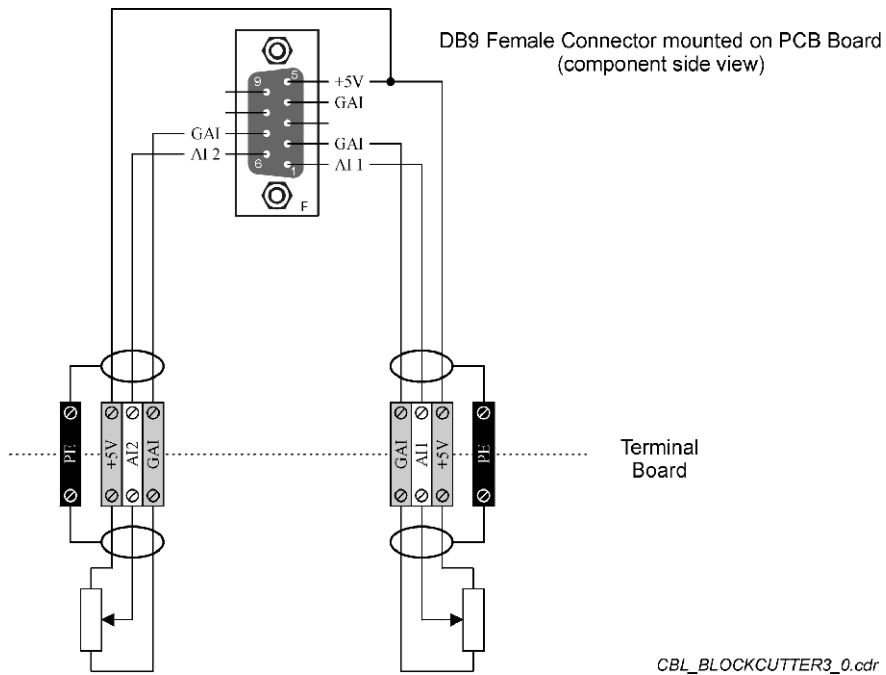 DB9 Female Connector mounted on PCB Board
(component side view)
9 5 +5V
GAI
GAI GAI
AI 2 6 1 AI 1
F
PE +5V AI2 GAI GAI AI1 +5V PE
Terminal
Board
CBL_BLOCKCUTTER3_0.cdr